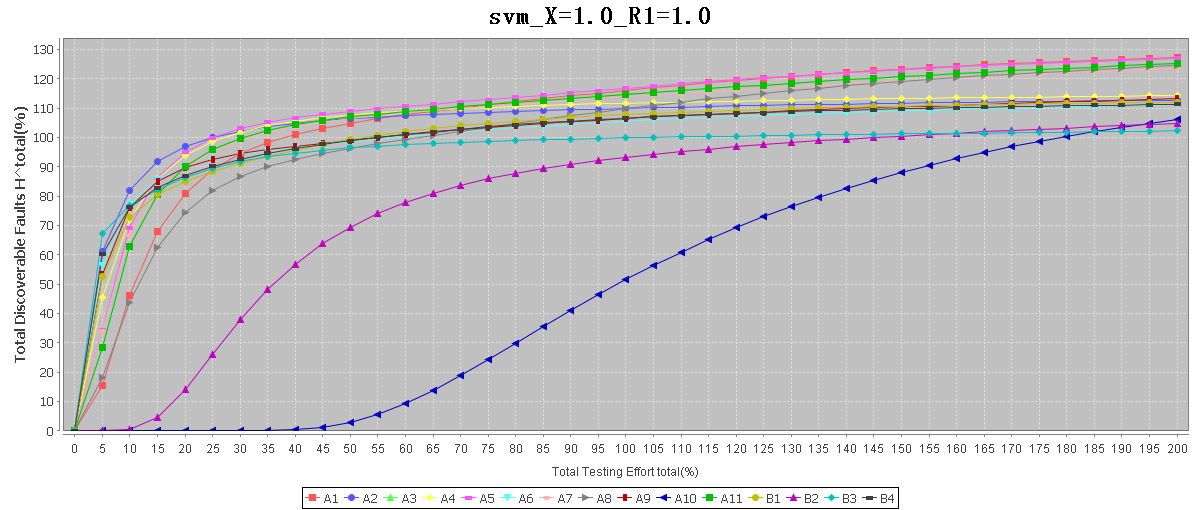 svm_X=1.0_R1=1.0
Total Discoverable Faults H^total(%)
130
120
110
100
90
80
70
60
50
40
30
20
10
0
0 5 10 15 20 25 30 35 40 45 50 55 60 65 70 75 80 85 90 95 100 105 110 115 120 125 130 135 140 145 150 155 160 165 170 175 180 185 190 195 200
Total Testing Effort total(%)
A1 A2 A3 A4 A5 A6 A7 A8 A9 A10 A11 B1 B2 B3 B4